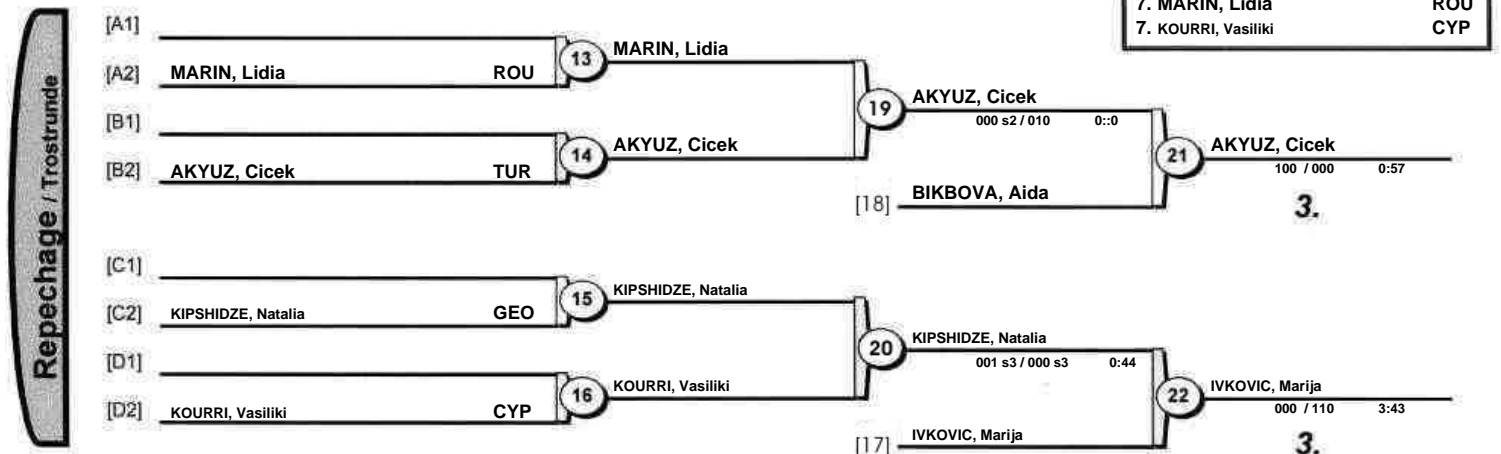 7. MARIN, Lidia ROU
7. KOURRI, Vasiliki CYP
Repechage / Trostrunde
[A1]
[A2] MARIN, Lidia ROU
13 MARIN, Lidia
[B1]
[B2] AKYUZ, Cicek TUR
14 AKYUZ, Cicek
19 AKYUZ, Cicek
000 s2 / 010 0::0
[18] BIKBOVA, Aida
21 AKYUZ, Cicek
100 / 000 0:57
3.
[C1]
[C2] KIPSHIDZE, Natalia GEO
15 KIPSHIDZE, Natalia
[D1]
[D2] KOURRI, Vasiliki CYP
16 KOURRI, Vasiliki
20 KIPSHIDZE, Natalia
001 s3 / 000 s3 0:44
[17] IVKOVIC, Marija
22 IVKOVIC, Marija
000 / 110 3:43
3.